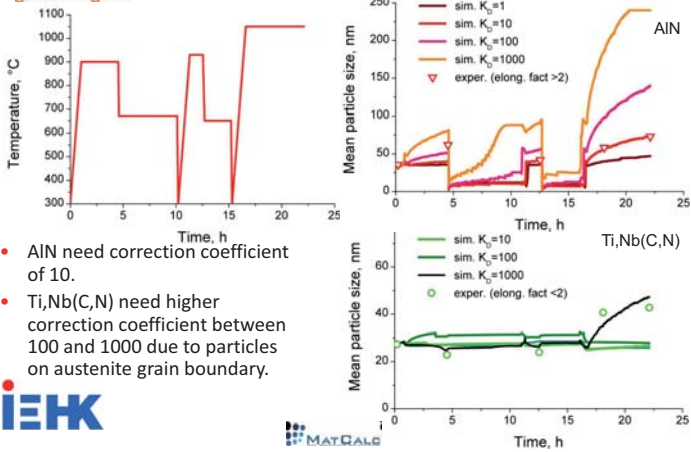 1100
1000
900
800
700
600
500
400
300
Temperature, °C
0 5 10 15 20 25
Time, h
• AlN need correction coefficient
of 10.
• Ti,Nb(C,N) need higher
correction coefficient between
100 and 1000 due to particles
on austenite grain boundary.
iEHK
MATCALC
250
200
150
100
50
0
Mean particle size, nm
sim. K_D=1
sim. K_D=10
sim. K_D=100
sim. K_D=1000
exper. (elong. fact >2)
AlN
0 5 10 15 20 25
Time, h
60
40
20
0
Mean particle size, nm
sim. K_D=10
sim. K_D=100
sim. K_D=1000
exper. (elong. fact <2)
Ti,Nb(C,N)
0 5 10 15 20 25
Time, h